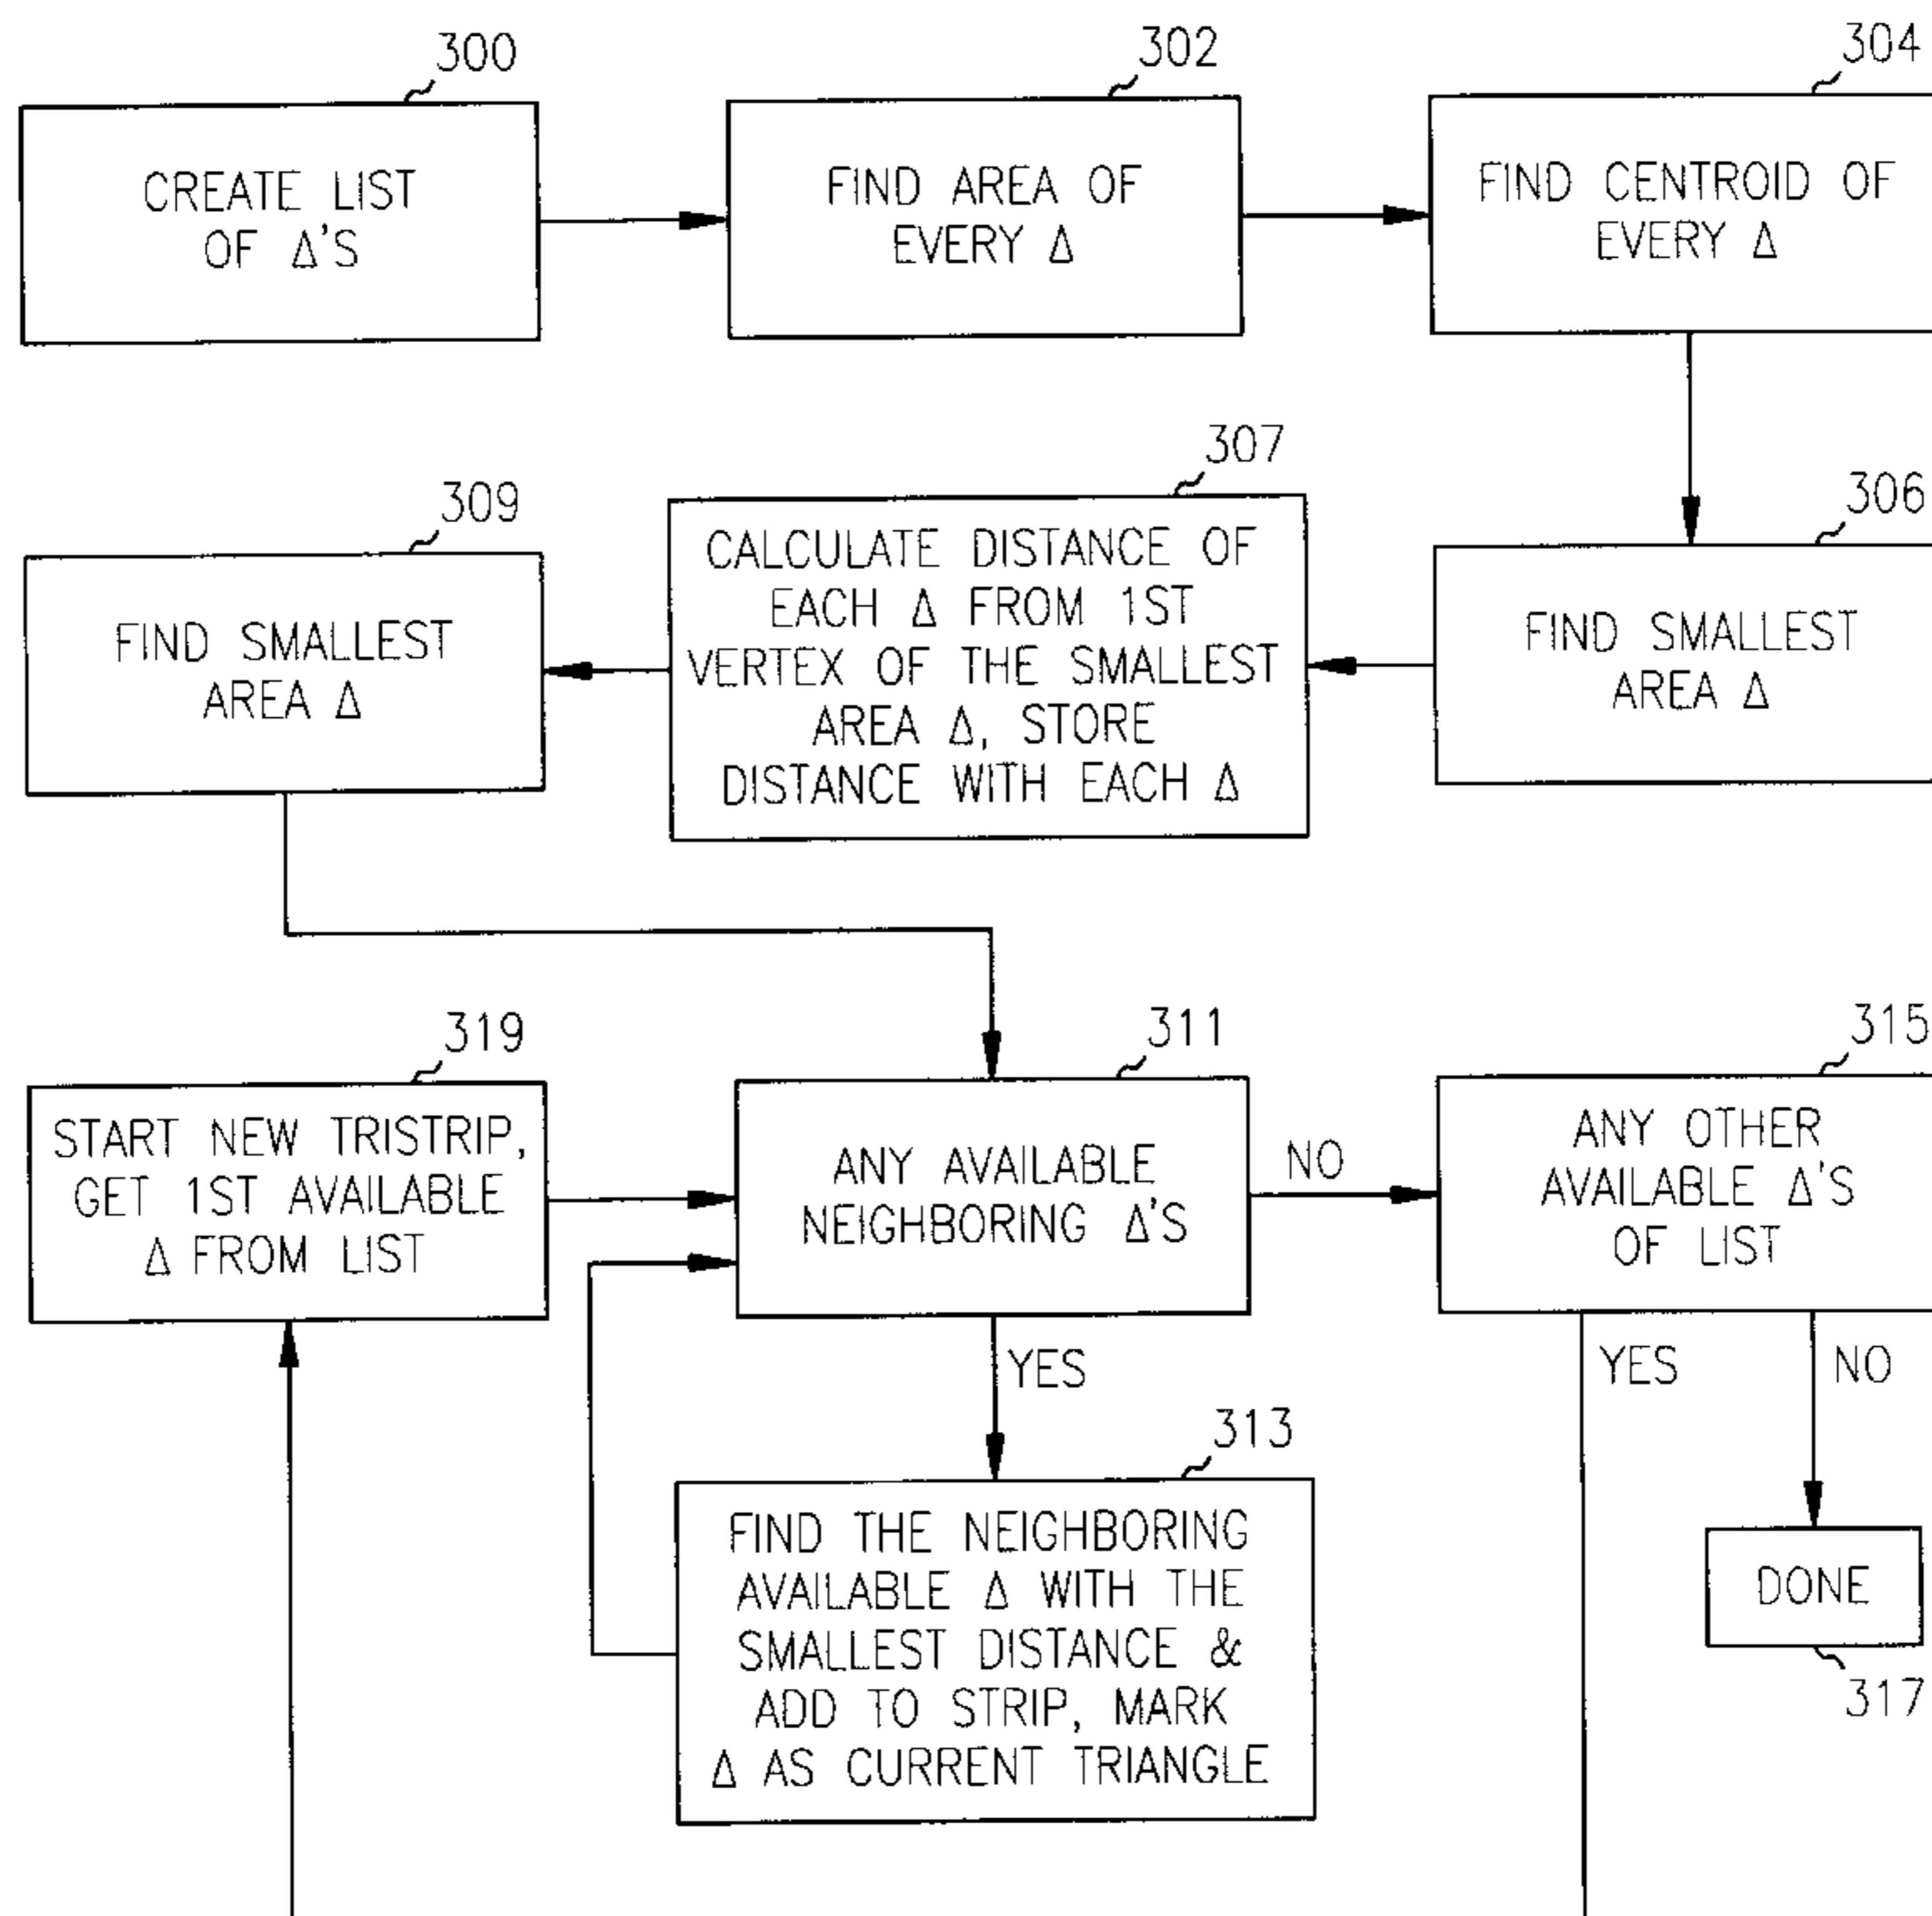 300
CREATE LIST
OF Δ'S
302
FIND AREA OF
EVERY Δ
304
FIND CENTROID OF
EVERY Δ
309
FIND SMALLEST
AREA Δ
307
CALCULATE DISTANCE OF
EACH Δ FROM 1ST
VERTEX OF THE SMALLEST
AREA Δ, STORE
DISTANCE WITH EACH Δ
306
FIND SMALLEST
AREA Δ
319
START NEW TRISTRIP,
GET 1ST AVAILABLE
Δ FROM LIST
311
ANY AVAILABLE
NEIGHBORING Δ'S
NO
315
ANY OTHER
AVAILABLE Δ'S
OF LIST
YES
YES
NO
313
FIND THE NEIGHBORING
AVAILABLE Δ WITH THE
SMALLEST DISTANCE &
ADD TO STRIP, MARK
Δ AS CURRENT TRIANGLE
DONE
317